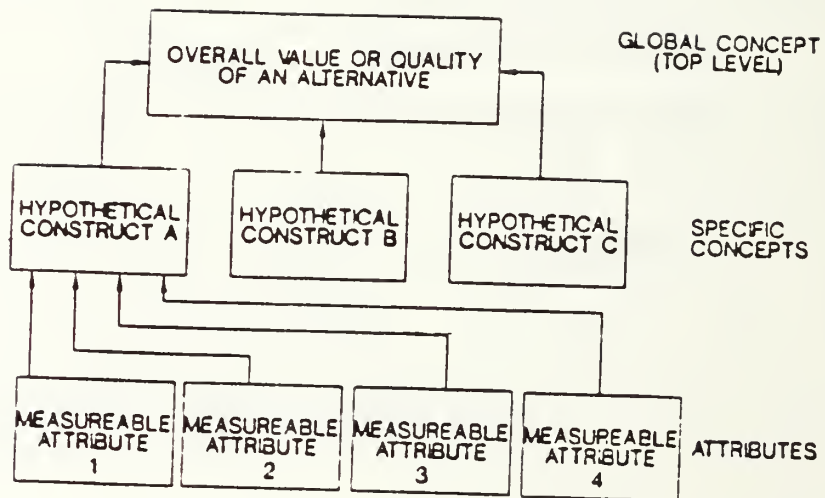 OVERALL VALUE OR QUALITY
OF AN ALTERNATIVE
GLOBAL CONCEPT
(TOP LEVEL)
HYPOTHETICAL
CONSTRUCT A
HYPOTHETICAL
CONSTRUCT B
HYPOTHETICAL
CONSTRUCT C
SPECIFIC
CONCEPTS
MEASUREABLE
ATTRIBUTE
1
MEASUREABLE
ATTRIBUTE
2
MEASUREABLE
ATTRIBUTE
3
MEASUREABLE
ATTRIBUTE
4
ATTRIBUTES